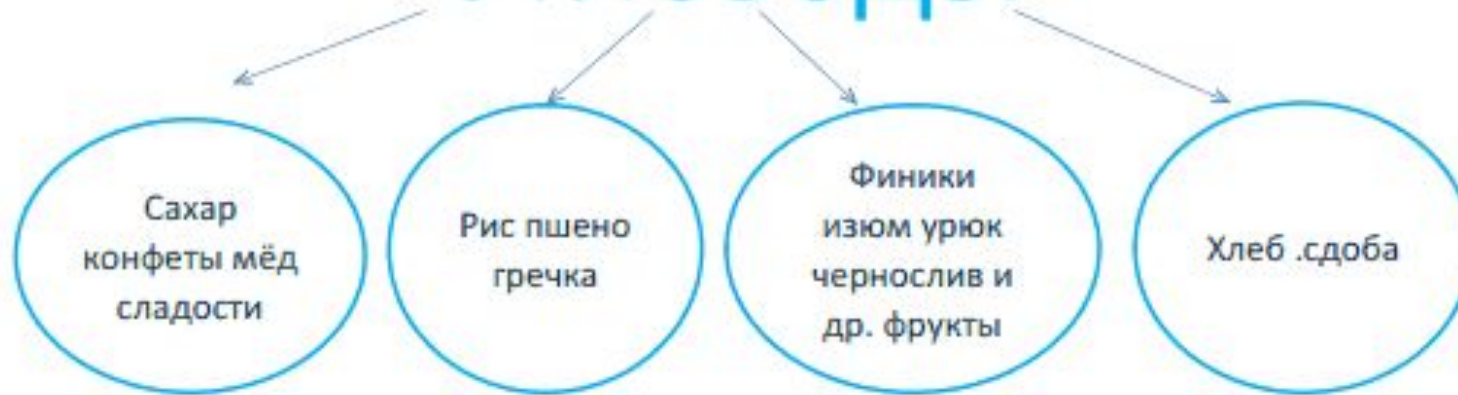 Сахар
конфеты мёд
сладости
Рис пшено
гречка
Финики
изюм урюк
чернослив и
др. фрукты
Хлеб .сдоба